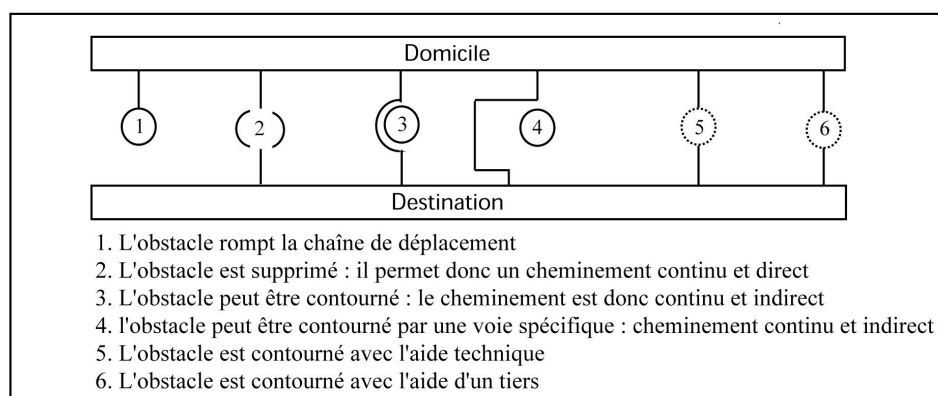 Domicile
1 2 3 4 5 6
Destination
1. L'obstacle rompt la chaîne de déplacement
2. L'obstacle est supprimé : il permet donc un cheminement continu et direct
3. L'obstacle peut être contourné : le cheminement est donc continu et indirect
4. l'obstacle peut être contourné par une voie spécifique : cheminement continu et indirect
5. L'obstacle est contourné avec l'aide technique
6. L'obstacle est contourné avec l'aide d'un tiers